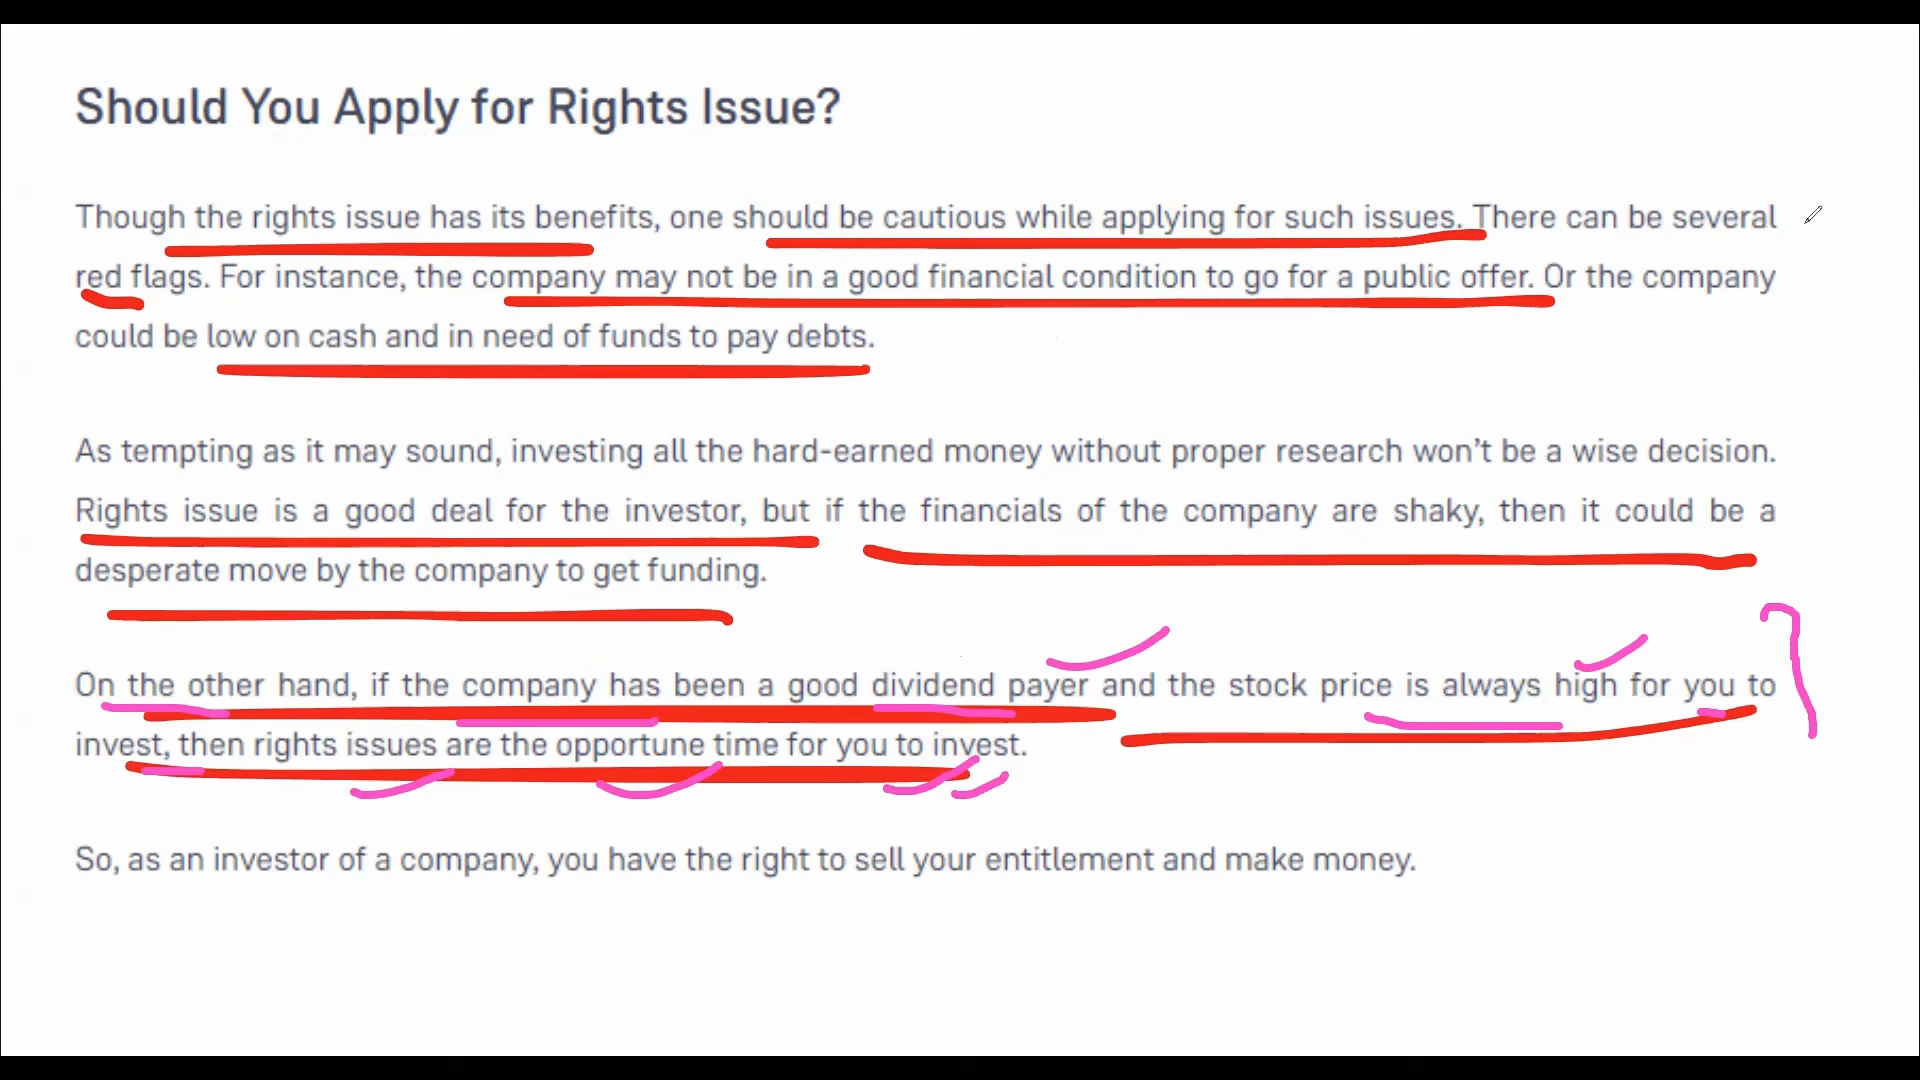 Should You Apply for Rights Issue?
Though the rights issue has its benefits, one should be cautious while applying for such issues. There can be several
red flags. For instance, the company may not be in a good financial condition to go for a public offer. Or the company
could be low on cash and in need of funds to pay debts.
As tempting as it may sound, investing all the hard-earned money without proper research won't be a wise decision.
Rights issue is a good deal for the investor, but if the financials of the company are shaky, then it could be a
desperate move by the company to get funding.
On the other hand, if the company has been a good dividend payer and the stock price is always high for you to
invest, then rights issues are the opportune time for you to invest.
So, as an investor of a company, you have the right to sell your entitlement and make money.